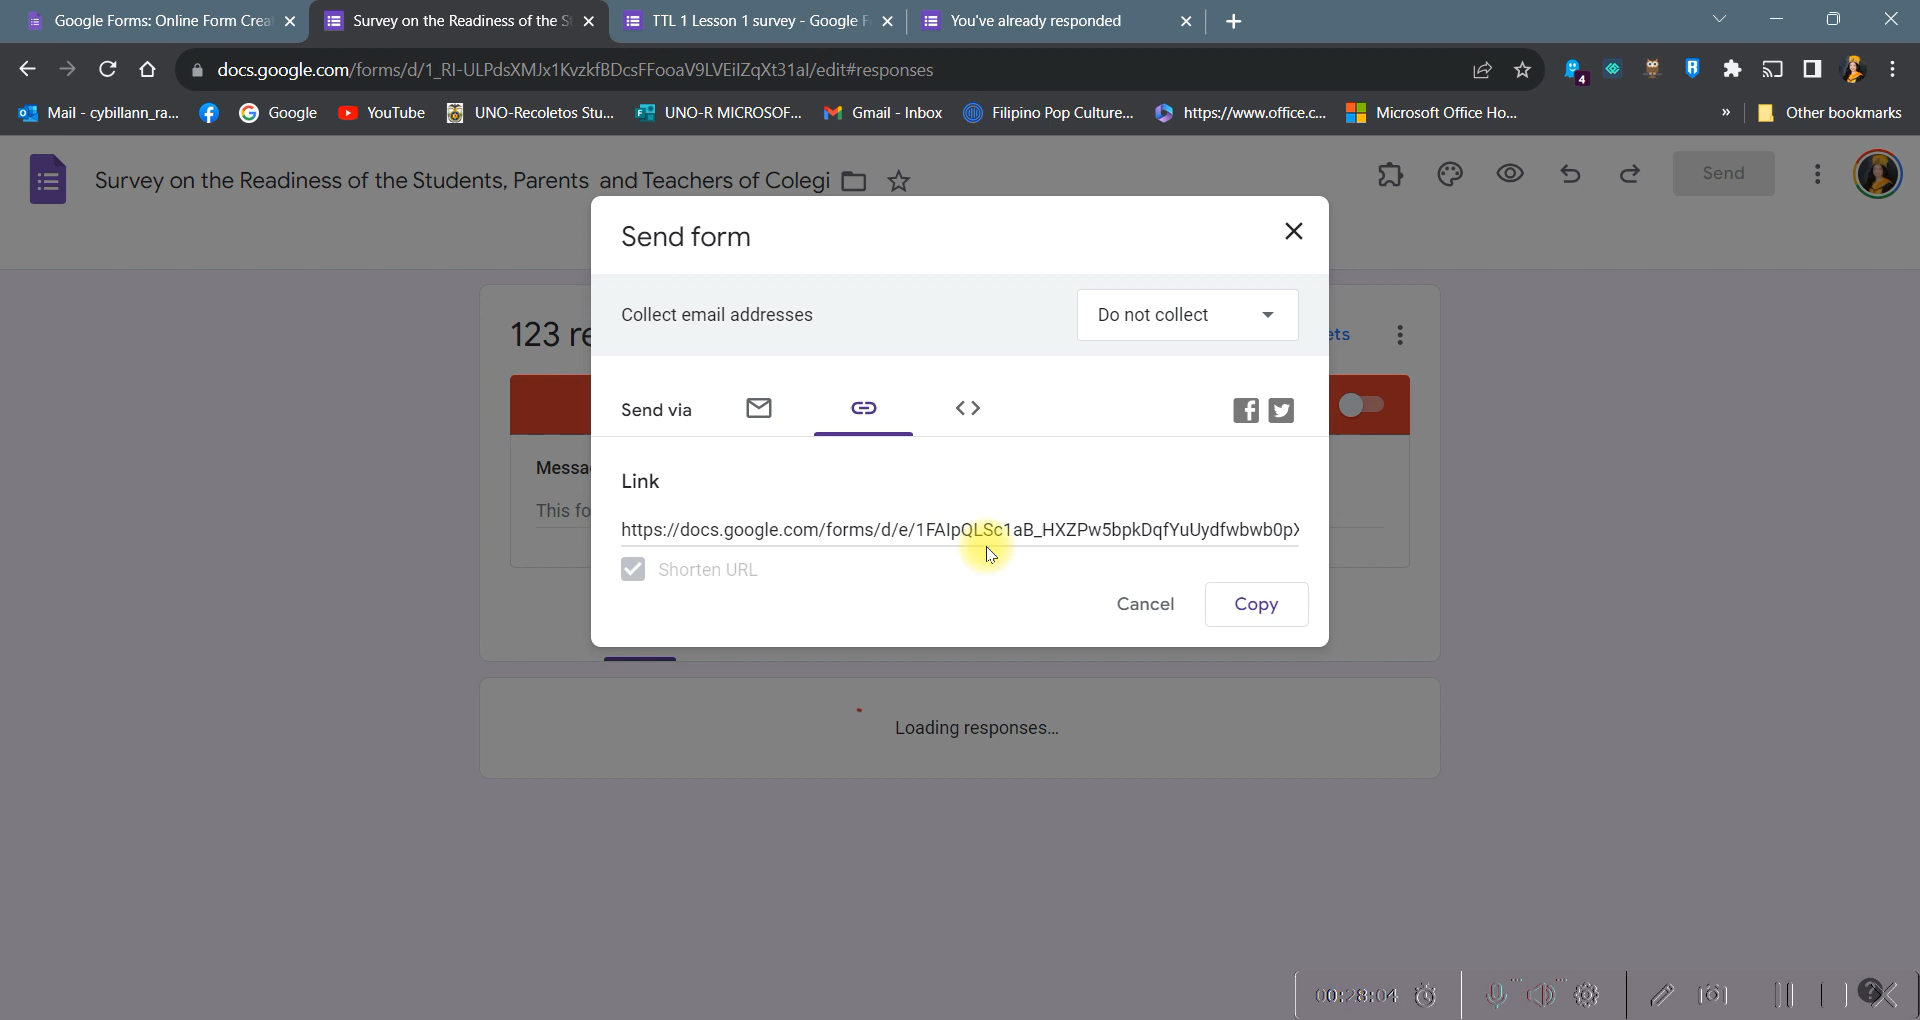 Google Forms: Online Form Crea
Survey on the Readiness of the S
TTL 1 Lesson 1 survey - Google F
You've already responded
docs.google.com/forms/d/1_RI-ULPdsXMJx1KvzkfBDcsFFooaV9LVEiIZqXt31aI/edit#responses
4
Mail - cybillann_ra...
Google
YouTube
UNO-Recoletos Stu...
UNO-R MICROSOF...
Gmail - Inbox
Filipino Pop Culture...
https://www.office.c...
Microsoft Office Ho...
»
Other bookmarks
Survey on the Readiness of the Students, Parents and Teachers of Colegi
Send
Send form
Collect email addresses
Do not collect
123 re
ets
Send via
Messa
Link
This fo
https://docs.google.com/forms/d/e/1FAIpQLSc1aB_HXZPw5bpkDqfYuUydfwbwb0pX
Shorten URL
Cancel
Copy
Loading responses...
00:28:04